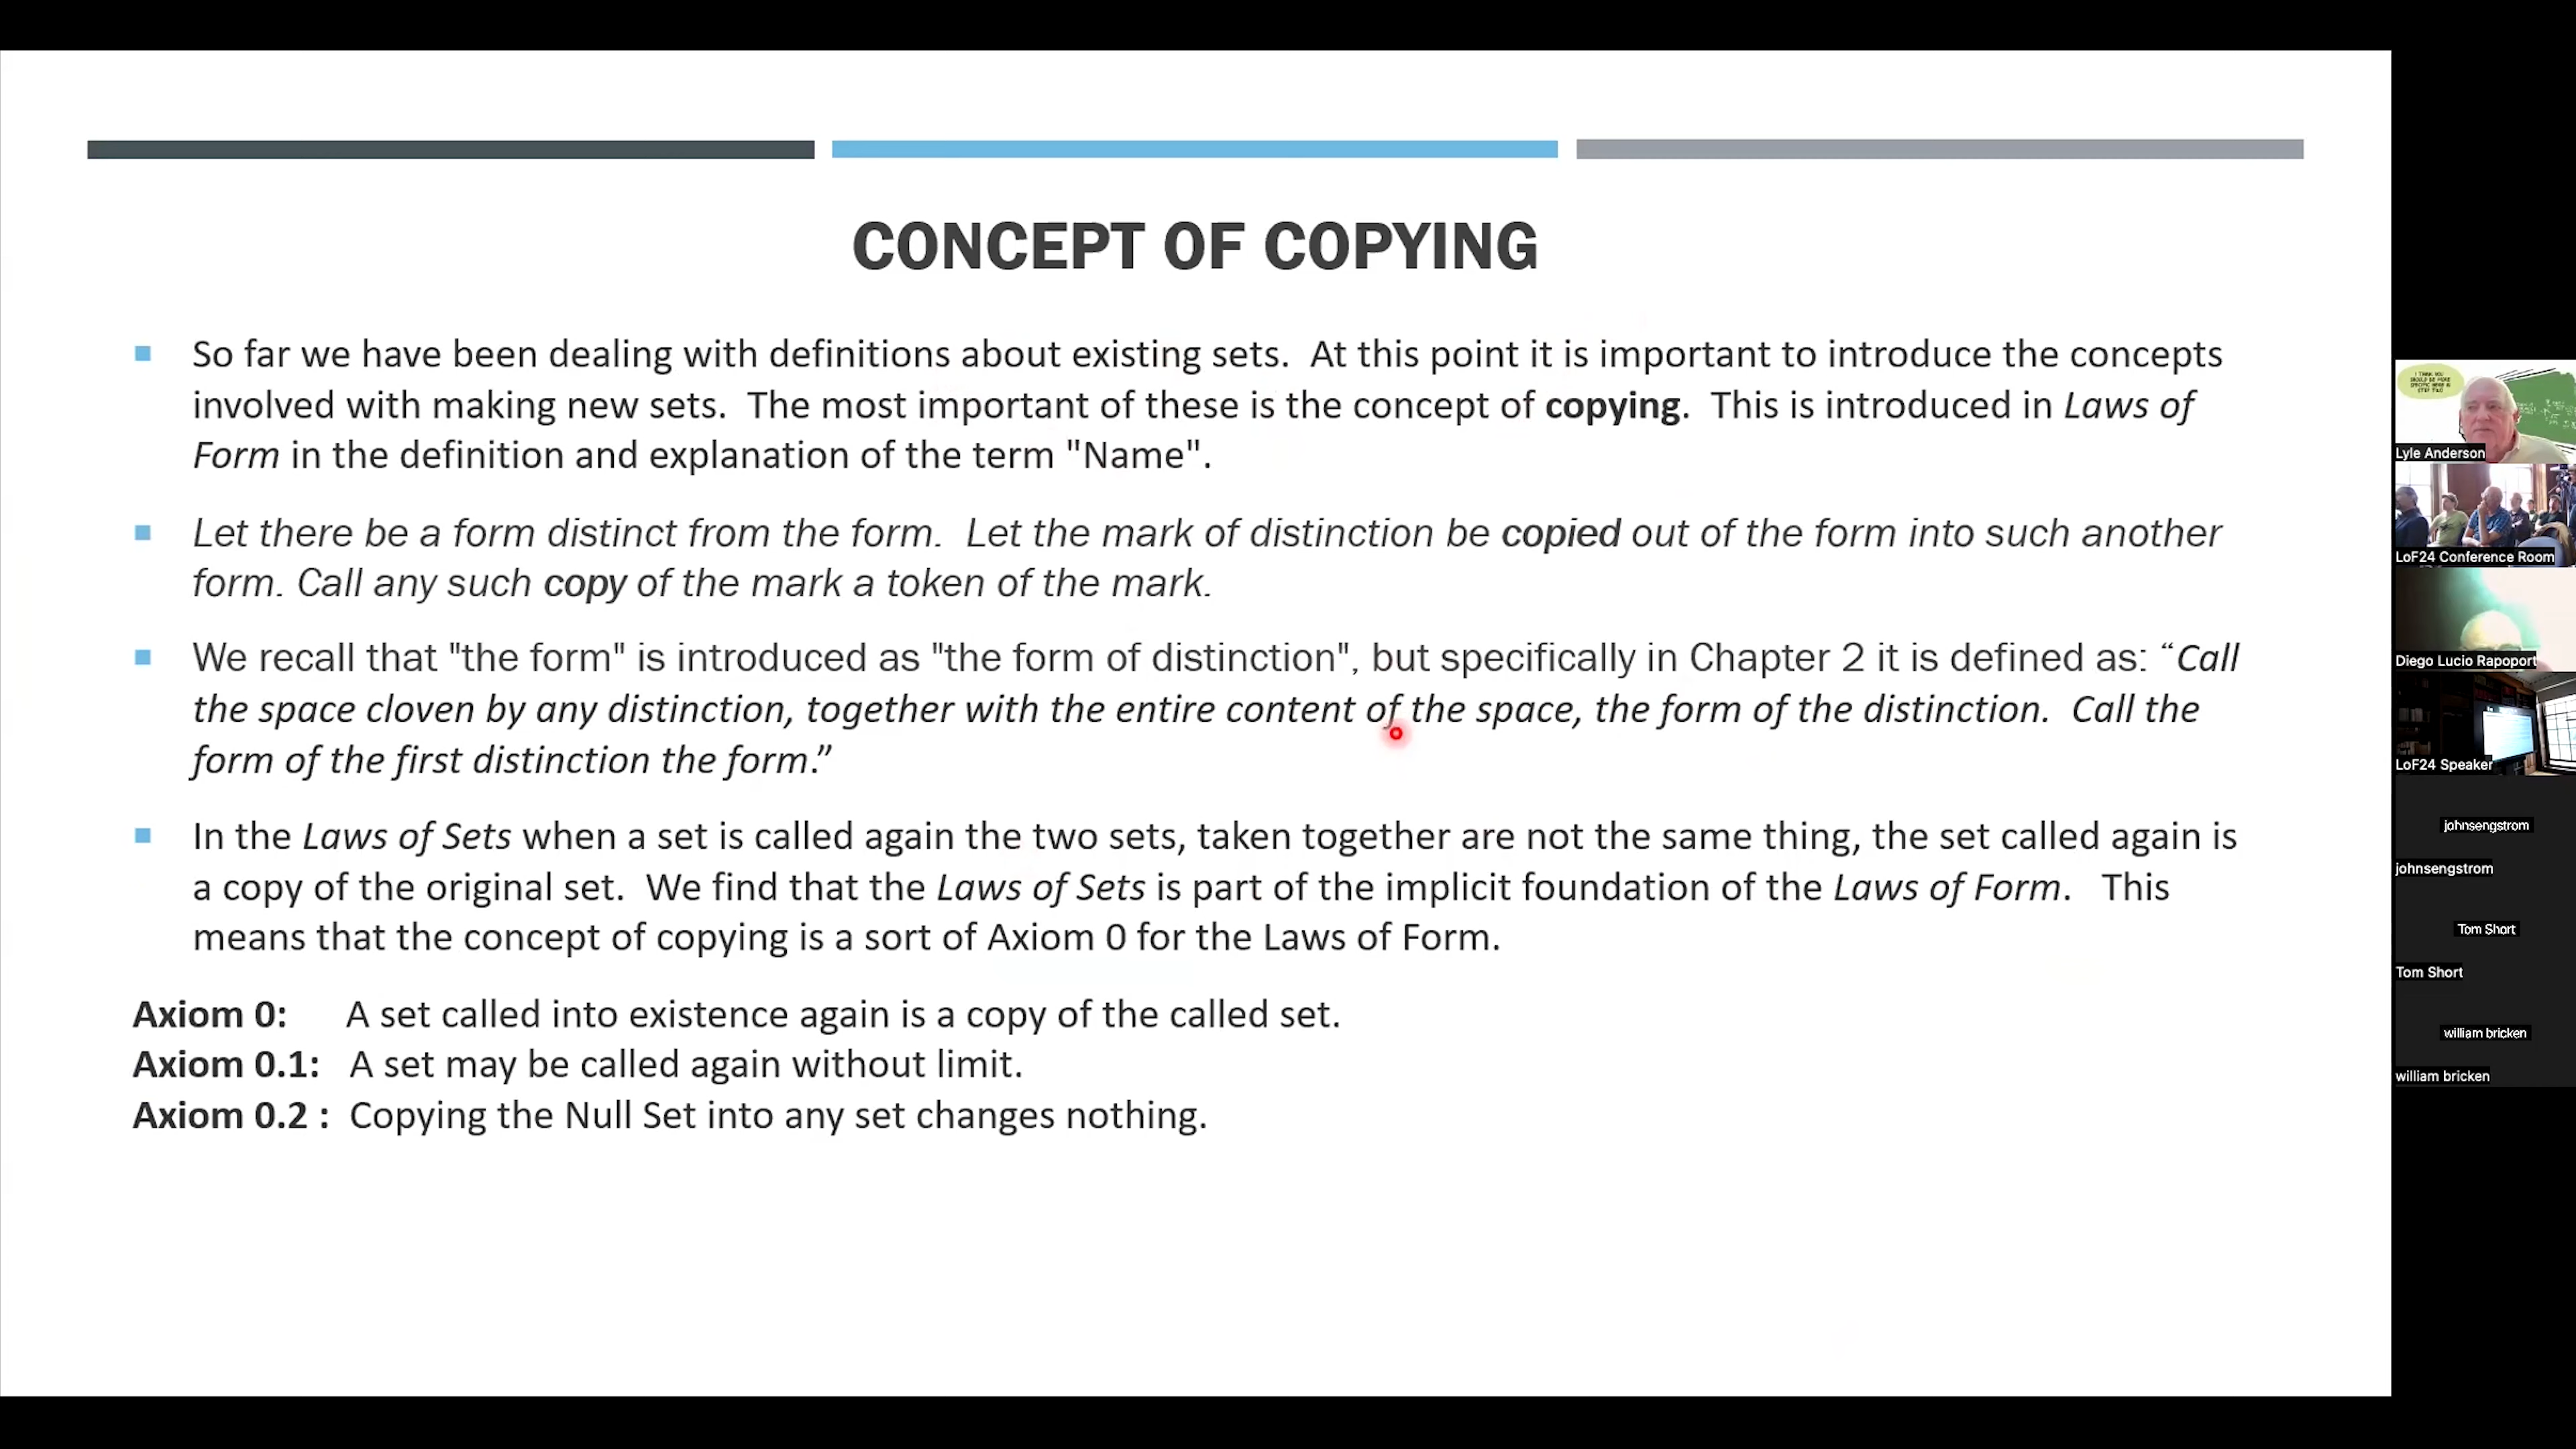 CONCEPT OF COPYING
So far we have been dealing with definitions about existing sets.  At this point it is important to introduce the concepts
involved with making new sets.  The most important of these is the concept of copying.  This is introduced in Laws of
Form in the definition and explanation of the term "Name".
Let there be a form distinct from the form.  Let the mark of distinction be copied out of the form into such another
form. Call any such copy of the mark a token of the mark.
We recall that "the form" is introduced as "the form of distinction", but specifically in Chapter 2 it is defined as: “Call
the space cloven by any distinction, together with the entire content of the space, the form of the distinction.  Call the
form of the first distinction the form.”
In the Laws of Sets when a set is called again the two sets, taken together are not the same thing, the set called again is
a copy of the original set.  We find that the Laws of Sets is part of the implicit foundation of the Laws of Form.   This
means that the concept of copying is a sort of Axiom 0 for the Laws of Form.
Axiom 0:      A set called into existence again is a copy of the called set.
Axiom 0.1:   A set may be called again without limit.
Axiom 0.2 :  Copying the Null Set into any set changes nothing.
I THINK YOU
SHOULD BE MORE
SPECIFIC HERE IN
STEP TWO
Lyle Anderson
LoF24 Conference Room
Diego Lucio Rapoport
LoF24 Speaker
johnsengstrom
johnsengstrom
Tom Short
Tom Short
william bricken
william bricken